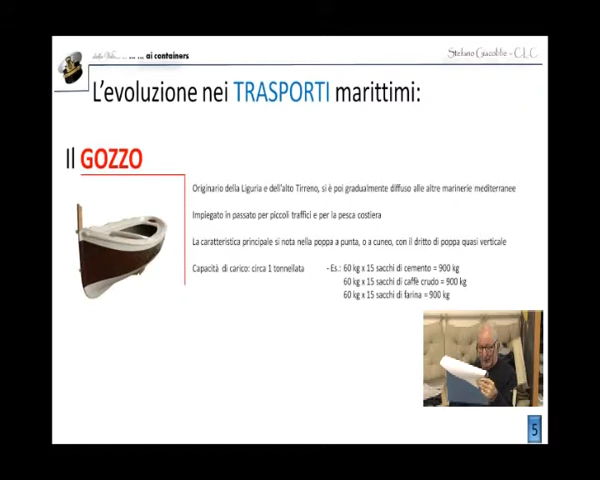 ai containers
Stefano Giacobbe - C.L.C
L'evoluzione nei TRASPORTI marittimi:
Il GOZZO
Originario della Liguria e dell'alto Tirreno, si è poi gradualmente diffuso alle altre marinerie mediterranee
Impiegato in passato per piccoli traffici e per la pesca costiera
La caratteristica principale si nota nella poppa a punta, o a cuneo, con il dritto di poppa quasi verticale
Capacità di carico: circa 1 tonnellata - Es.: 60 kg x 15 sacchi di cemento = 900 kg
60 kg x 15 sacchi di caffè crudo = 900 kg
60 kg x 15 sacchi di farina = 900 kg
5